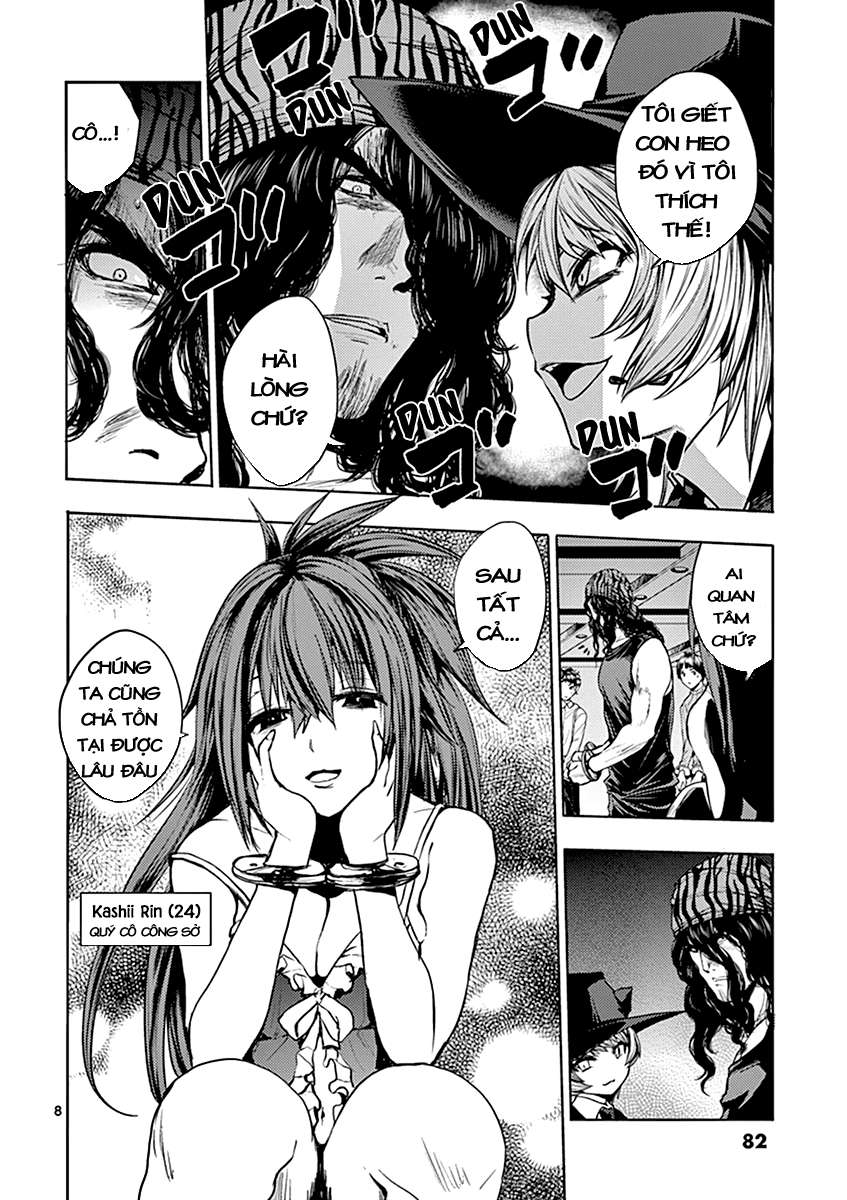 DUN
ゴ
DUN
ゴ
TÔI GIẾT
CON HEO
ĐÓ VÌ TÔI
THÍCH
THẾ!
CÔ...!
DUN
ゴ
HÀI
LÒNG
CHỨ?
DUN
ゴ
DUN
ゴ
AI
QUAN
TÂM
CHỨ?
SAU
TẤT
CẢ...
CHÚNG
TA CŨNG
CHẢ TỒN
TẠI ĐƯỢC
LÂU ĐÂU
Kashii Rin (24)
QUÝ CÔ CÔNG SỞ
8
82